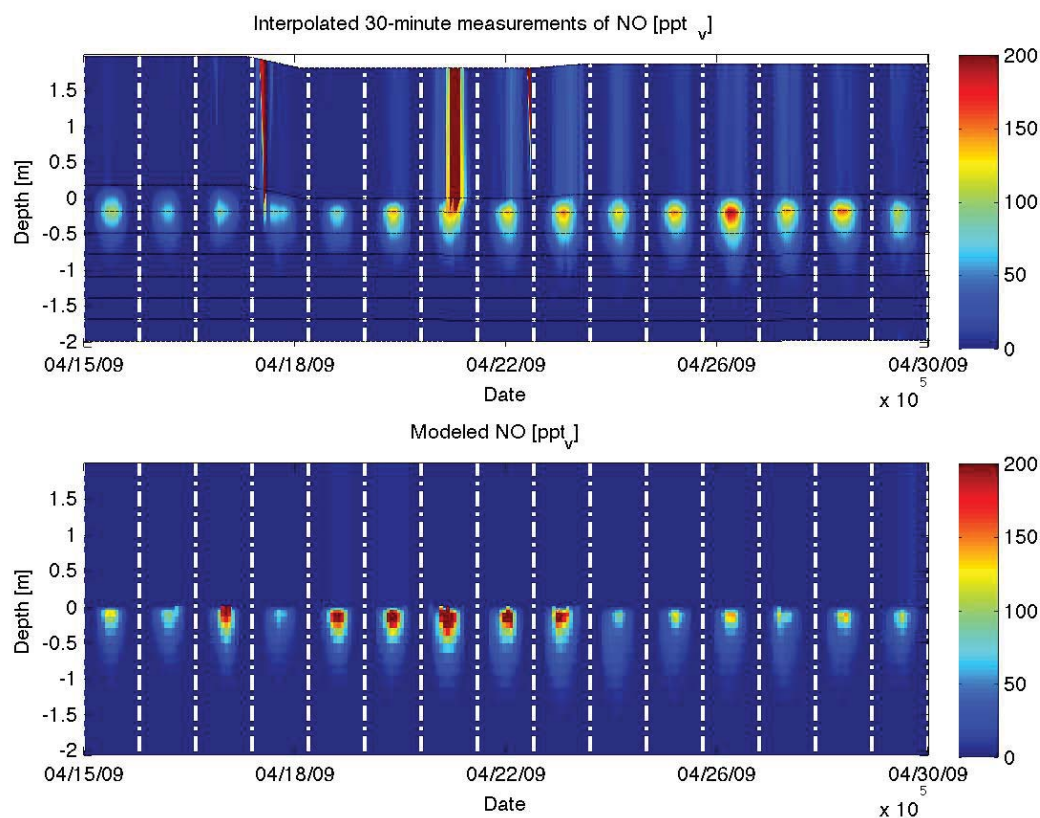 Interpolated 30-minute measurements of NO [ppt v]
Depth [m]
1.5
1
0.5
0
-0.5
-1
-1.5
-2
04/15/09 04/18/09 04/22/09 04/26/09 04/30/09
Date
x 10 5
200
150
100
50
0
Modeled NO [pptv]
Depth [m]
1.5
1
0.5
0
-0.5
-1
-1.5
-2
04/15/09 04/18/09 04/22/09 04/26/09 04/30/09
Date
x 10 5
200
150
100
50
0